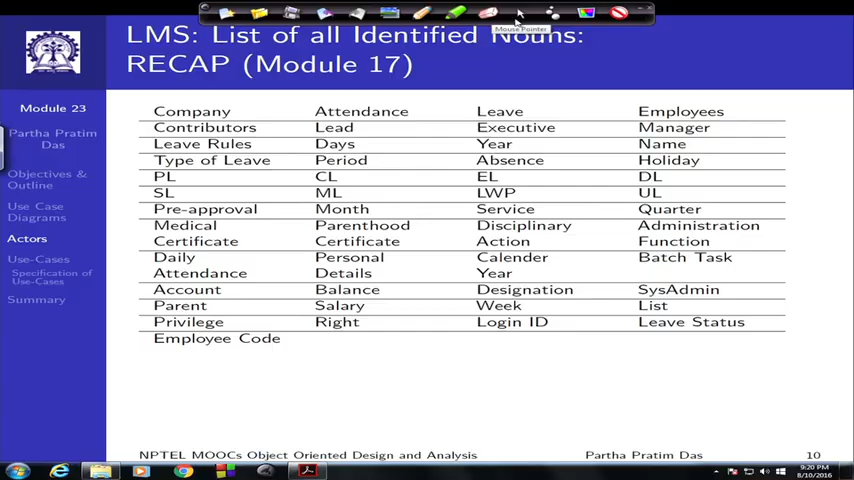 Mouse Pointer
LMS: List of all Identified Nouns:
RECAP (Module 17)
Module 23
Partha Pratim
Das
Objectives &
Outline
Use Case
Diagrams
Actors
Use-Cases
Specification of
Use-Cases
Summary
Company Attendance Leave Employees
Contributors Lead Executive Manager
Leave Rules Days Year Name
Type of Leave Period Absence Holiday
PL CL EL DL
SL ML LWP UL
Pre-approval Month Service Quarter
Medical Parenthood Disciplinary Administration
Certificate Certificate Action Function
Daily Personal Calender Batch Task
Attendance Details Year
Account Balance Designation SysAdmin
Parent Salary Week List
Privilege Right Login ID Leave Status
Employee Code
NPTEL MOOCs Object Oriented Design and Analysis Partha Pratim Das 10
9:20 PM
8/10/2016